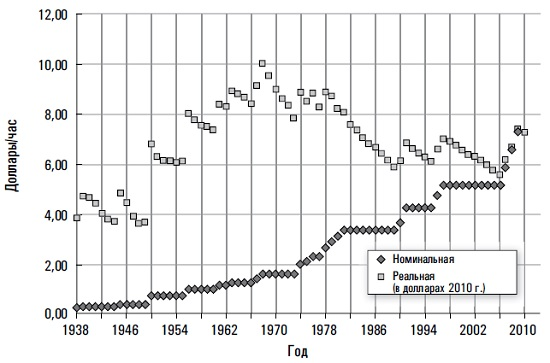 Доллары/час
12,00
10,00
8,00
6,00
4,00
2,00
0,00
Номинальная
Реальная
(в долларах 2010 г.)
1938 1946 1954 1962 1970 1978 1986 1994 2002 2010
Год